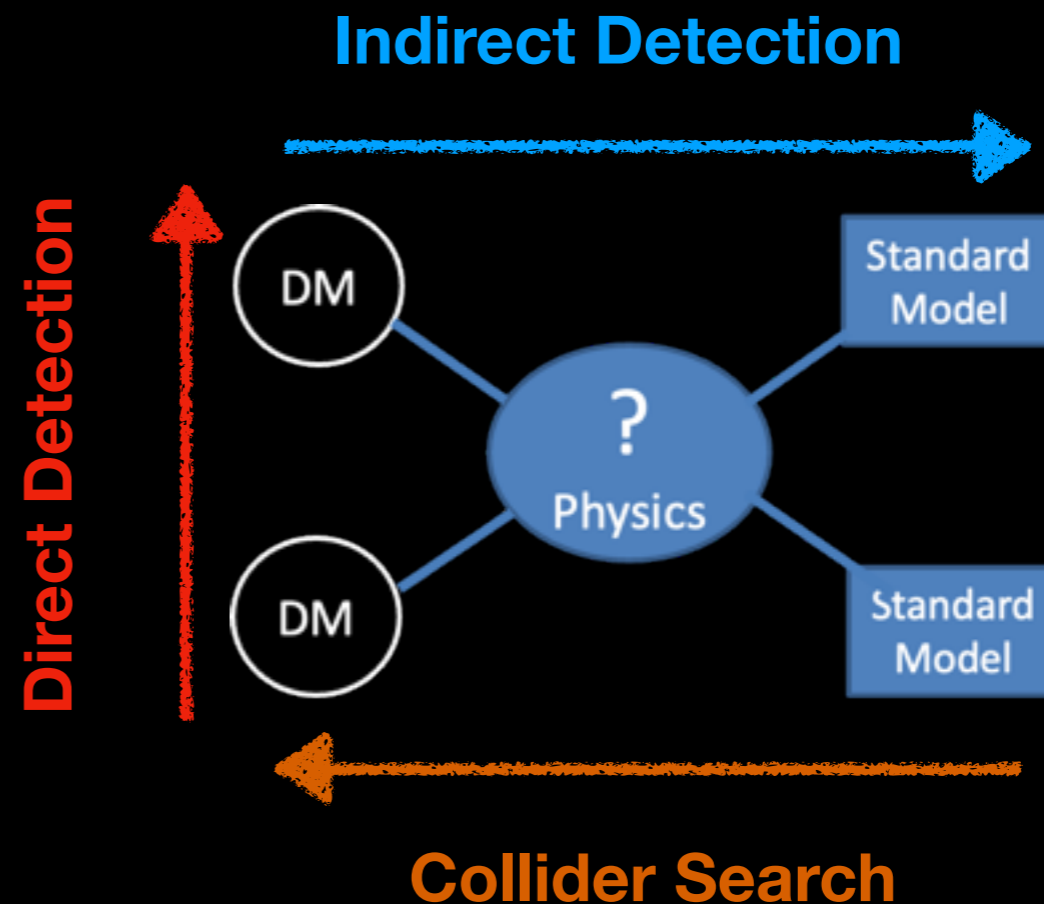 Indirect Detection
Direct Detection
DM
Standard
Model
?
Physics
DM
Standard
Model
Collider Search